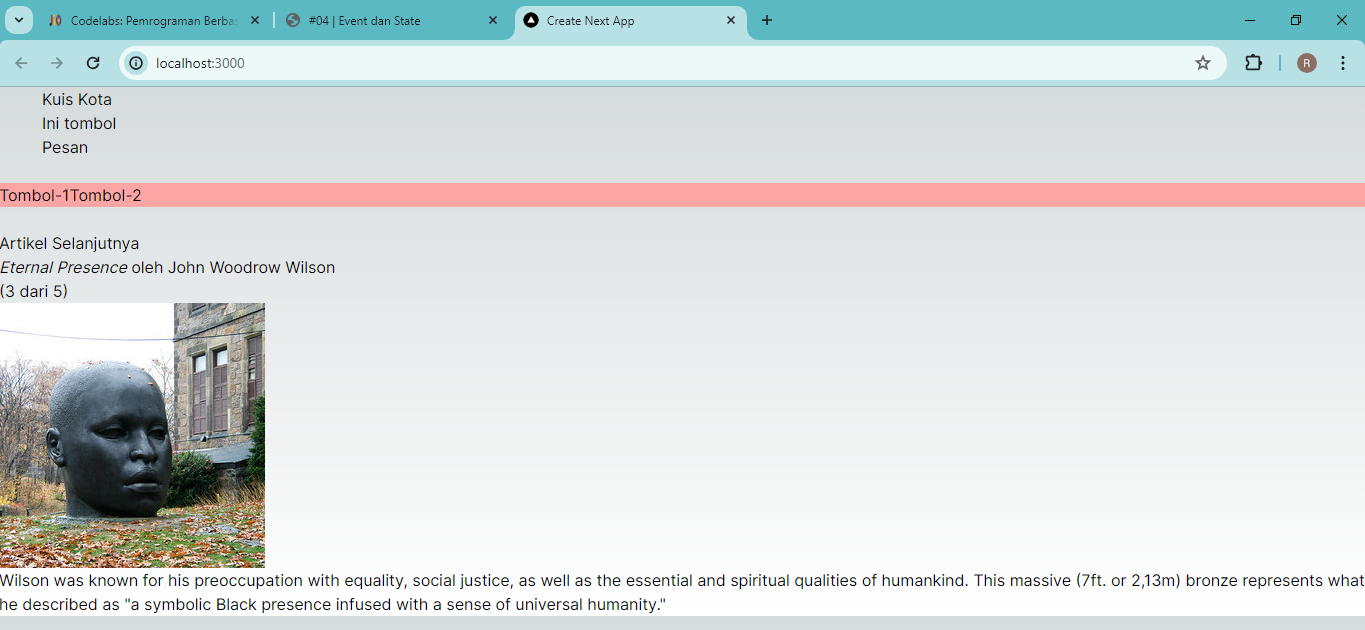 Codelabs: Pemrograman Berba
#04 | Event dan State
Create Next App
localhost:3000
R
Kuis Kota
Ini tombol
Pesan
Tombol-1Tombol-2
Artikel Selanjutnya
Eternal Presence oleh John Woodrow Wilson
(3 dari 5)
Wilson was known for his preoccupation with equality, social justice, as well as the essential and spiritual qualities of humankind. This massive (7ft. or 2,13m) bronze represents what
he described as "a symbolic Black presence infused with a sense of universal humanity."